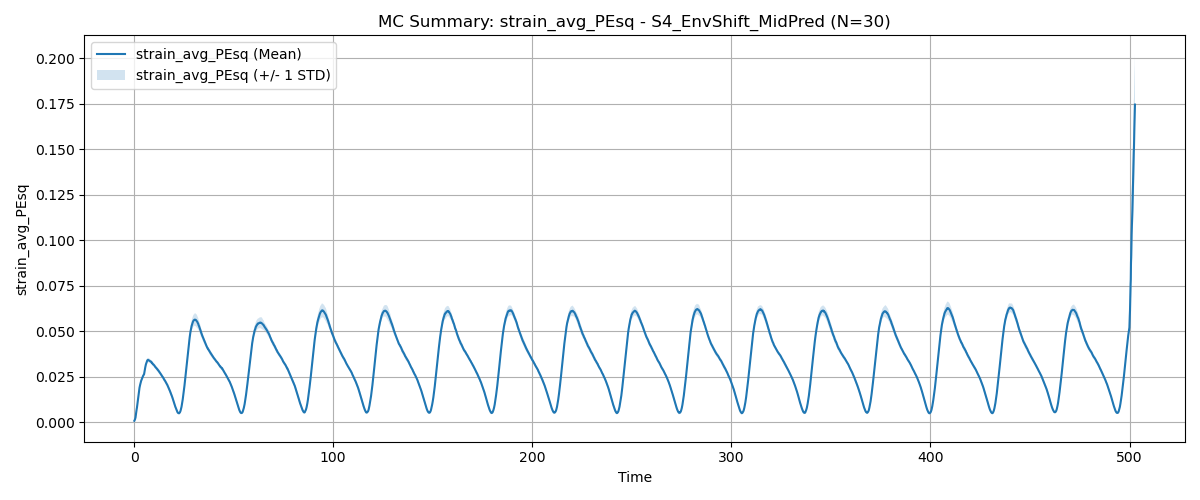 MC Summary: strain_avg_PEsq - S4_EnvShift_MidPred (N=30)
strain_avg_PEsq (Mean)
strain_avg_PEsq (+/- 1 STD)
strain_avg_PEsq
0.200
0.175
0.150
0.125
0.100
0.075
0.050
0.025
0.000
0 100 200 300 400 500
Time